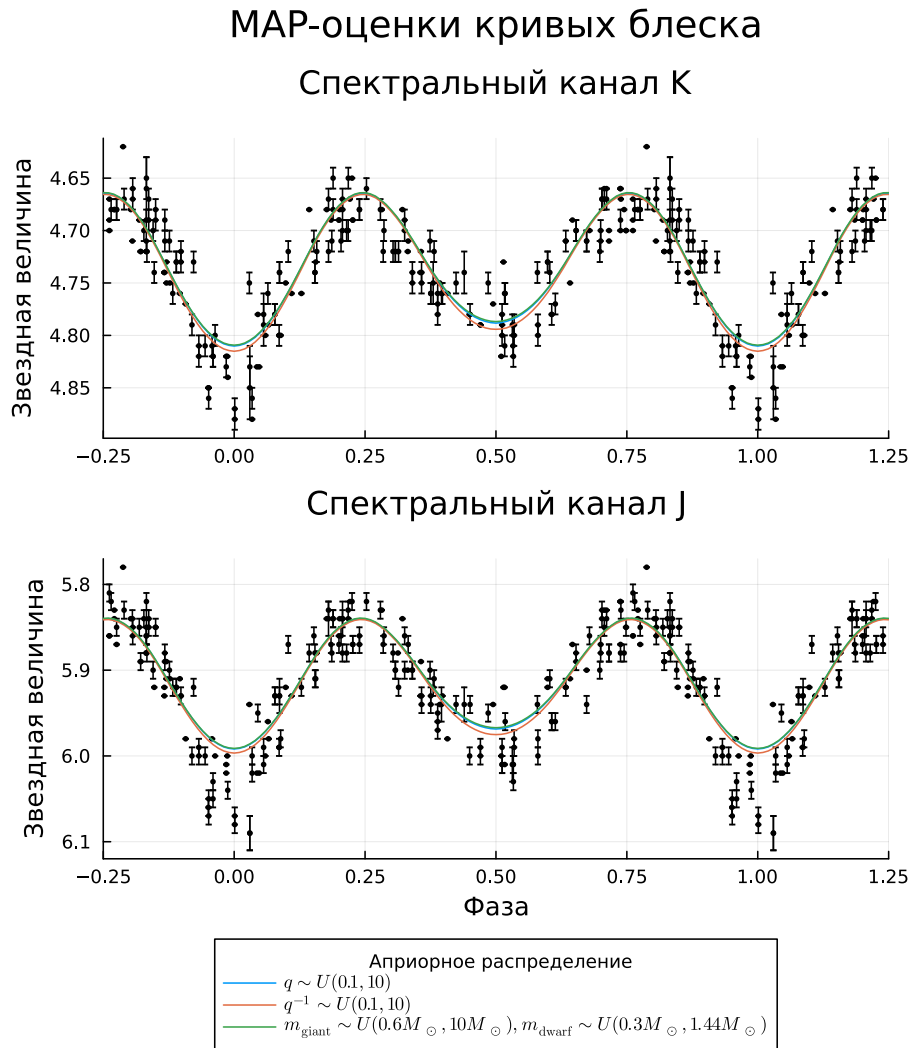 МАР-оценки кривых блеска
Спектральный канал K
Звездная величина
4.65
4.70
4.75
4.80
4.85
−0.25 0.00 0.25 0.50 0.75 1.00 1.25
Спектральный канал J
Звездная величина
5.8
5.9
6.0
6.1
−0.25 0.00 0.25 0.50 0.75 1.00 1.25
Фаза
Априорное распределение
q ∼ U(0.1, 10)
q⁻¹ ∼ U(0.1, 10)
m_giant ∼ U(0.6M_⊙, 10M_⊙), m_dwarf ∼ U(0.3M_⊙, 1.44M_⊙)